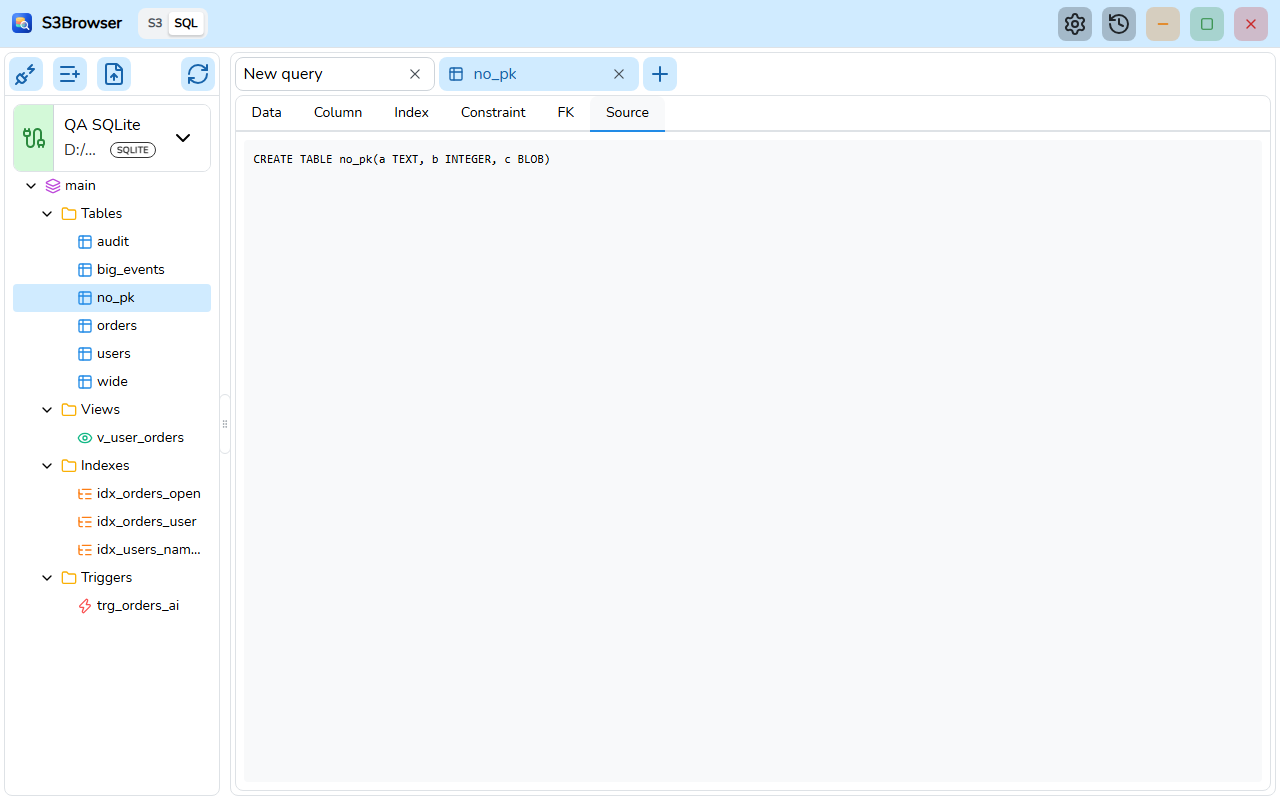 S3Browser
S3 SQL
New query
no_pk
QA SQLite
D:/... SQLITE
main
Tables
audit
big_events
no_pk
orders
users
wide
Views
v_user_orders
Indexes
idx_orders_open
idx_orders_user
idx_users_nam...
Triggers
trg_orders_ai
Data Column Index Constraint FK Source
CREATE TABLE no_pk(a TEXT, b INTEGER, c BLOB)